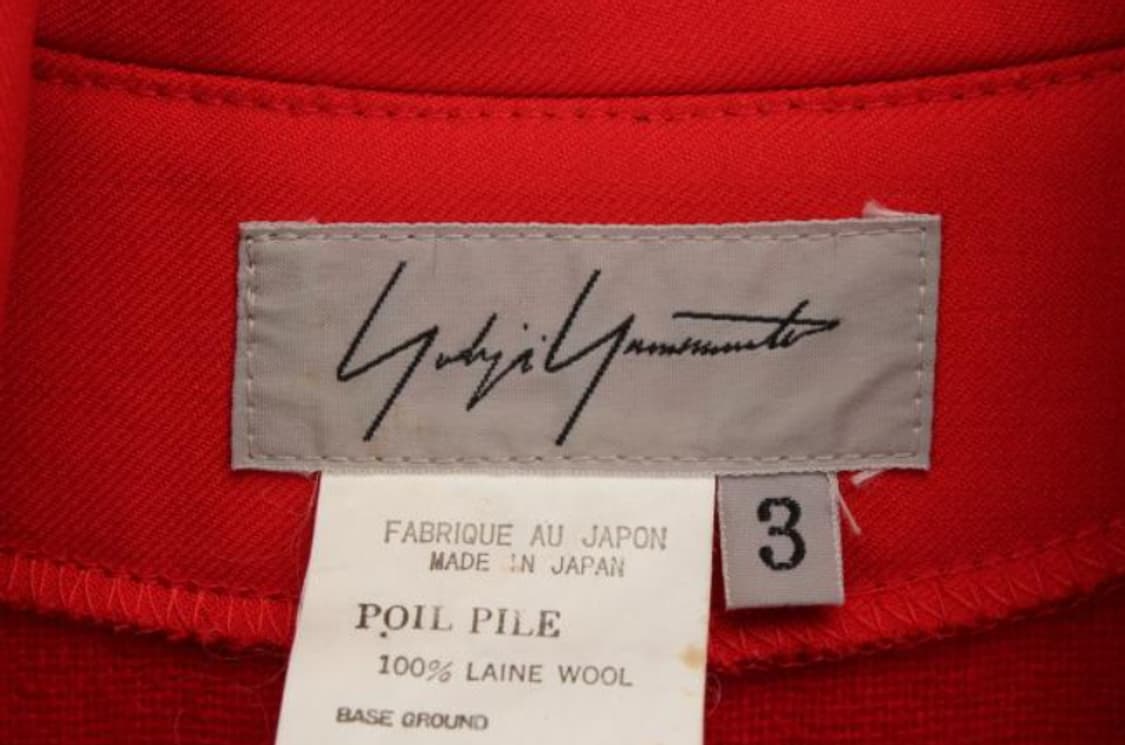 Yohji Yamamoto
3
FABRIQUE AU JAPON
MADE IN JAPAN
POIL PILE
100% LAINE WOOL
BASE GROUND